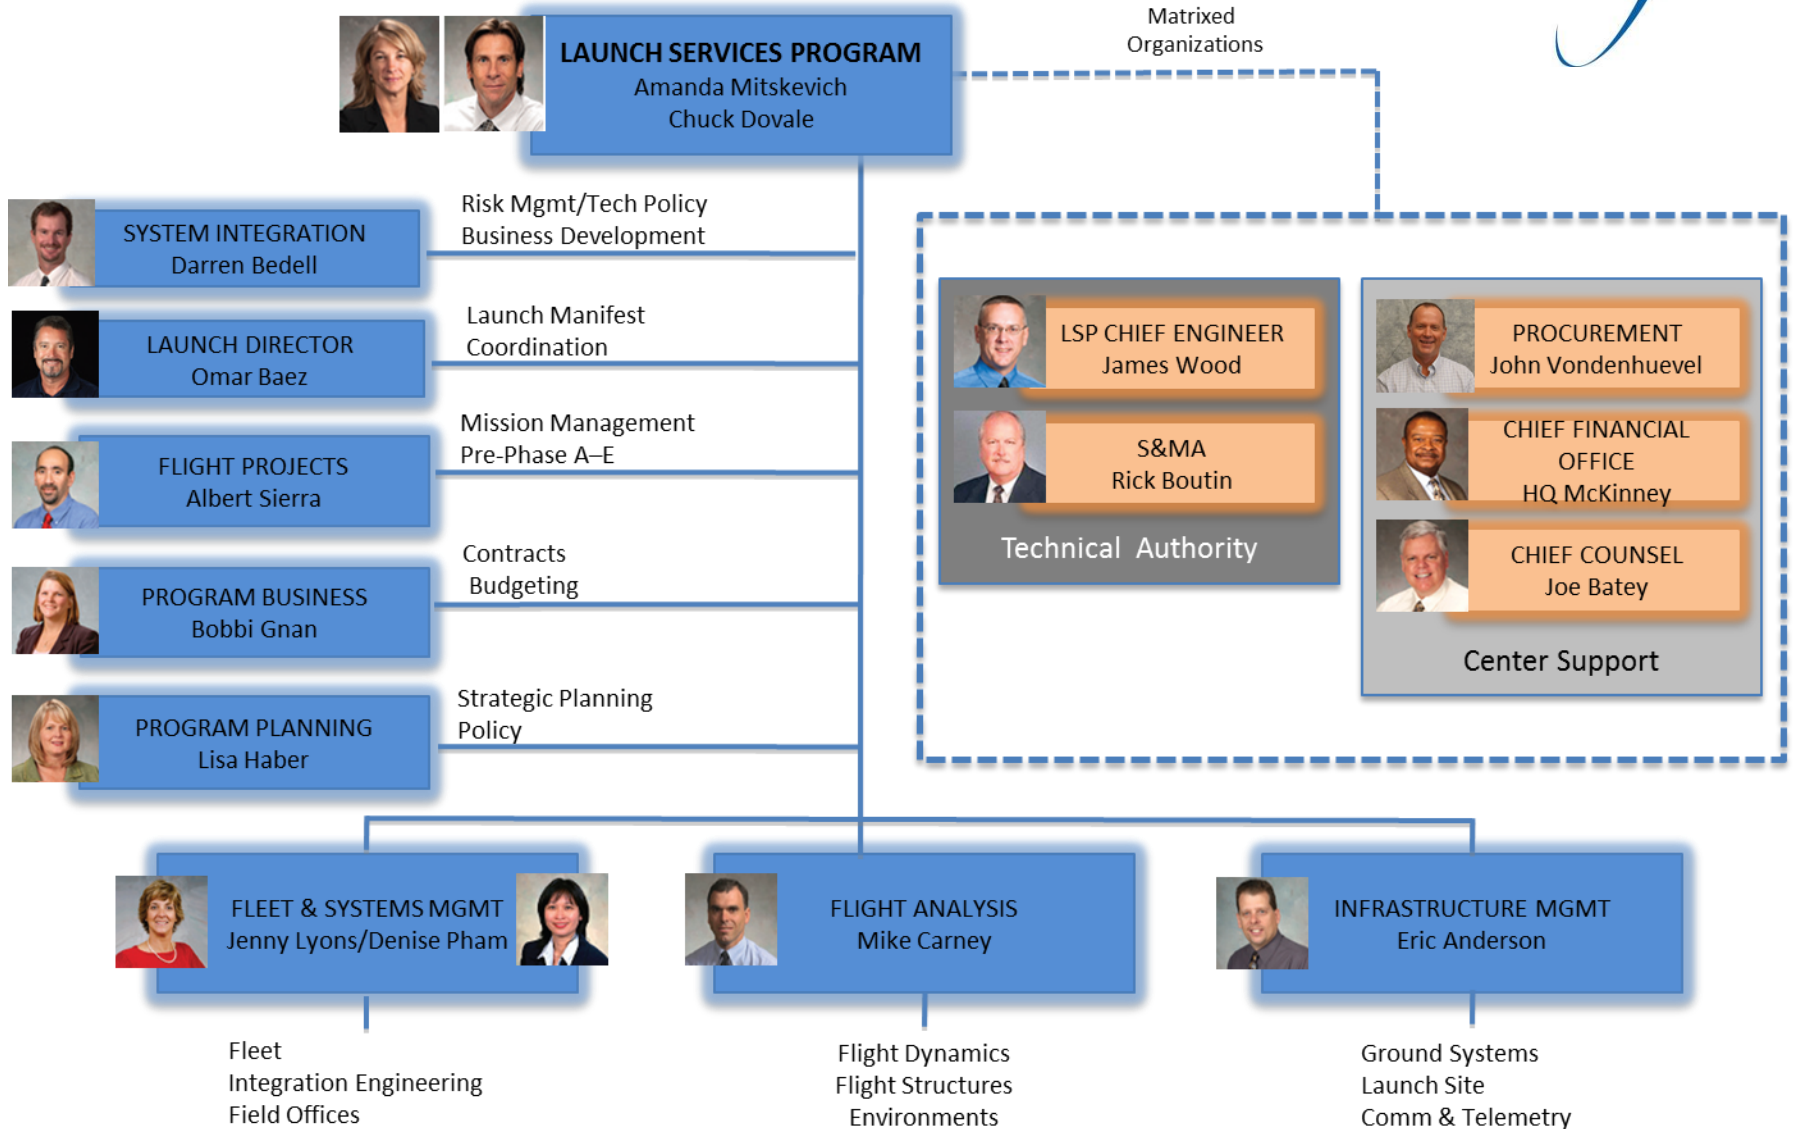 LAUNCH SERVICES PROGRAM
Amanda Mitskevich
Chuck Dovale
Matrixed
Organizations
SYSTEM INTEGRATION
Darren Bedell
Risk Mgmt/Tech Policy
Business Development
LAUNCH DIRECTOR
Omar Baez
Launch Manifest
Coordination
FLIGHT PROJECTS
Albert Sierra
Mission Management
Pre-Phase A–E
PROGRAM BUSINESS
Bobbi Gnan
Contracts
Budgeting
PROGRAM PLANNING
Lisa Haber
Strategic Planning
Policy
LSP CHIEF ENGINEER
James Wood
S&MA
Rick Boutin
Technical Authority
PROCUREMENT
John Vondenhuevel
CHIEF FINANCIAL
OFFICE
HQ McKinney
CHIEF COUNSEL
Joe Batey
Center Support
FLEET & SYSTEMS MGMT
Jenny Lyons/Denise Pham
Fleet
Integration Engineering
Field Offices
FLIGHT ANALYSIS
Mike Carney
Flight Dynamics
Flight Structures
Environments
INFRASTRUCTURE MGMT
Eric Anderson
Ground Systems
Launch Site
Comm & Telemetry